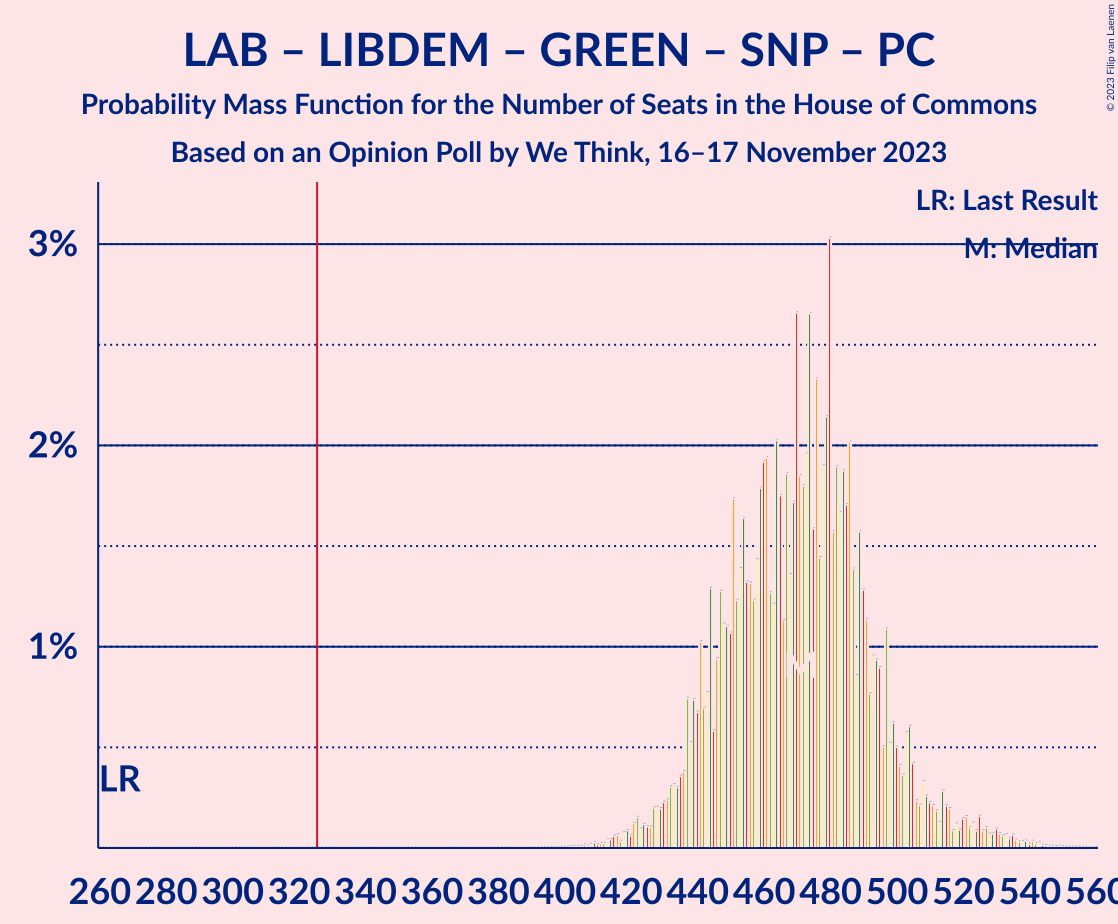 LAB – LIBDEM – GREEN – SNP – PC
Probability Mass Function for the Number of Seats in the House of Commons
Based on an Opinion Poll by We Think, 16–17 November 2023
© 2023 Filip van Laenen
LR: Last Result
M: Median
3%
2%
1%
M
LR
260 280 300 320 340 360 380 400 420 440 460 480 500 520 540 560